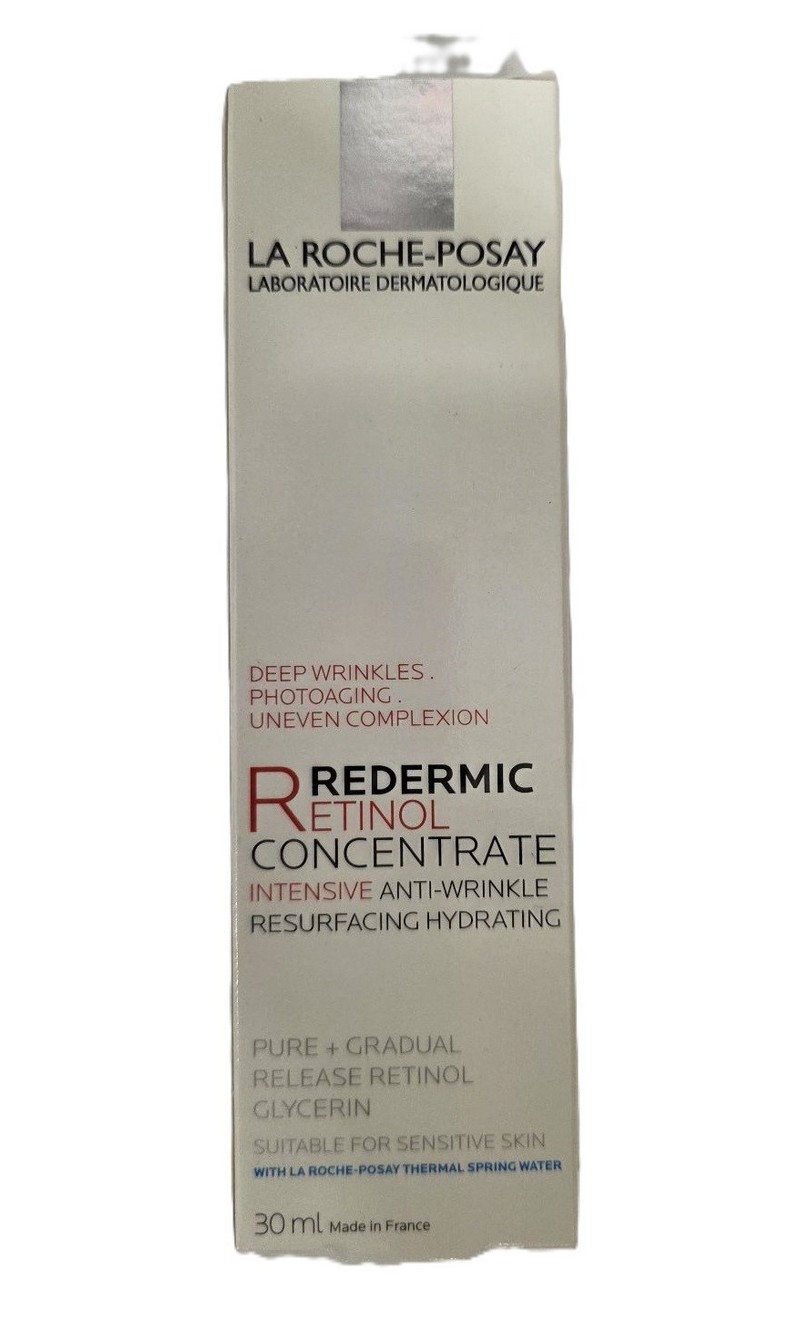 LA ROCHE-POSAY
LABORATOIRE DERMATOLOGIQUE
DEEP WRINKLES .
PHOTOAGING .
UNEVEN COMPLEXION
REDERMIC
RETINOL
CONCENTRATE
INTENSIVE ANTI-WRINKLE
RESURFACING HYDRATING
PURE + GRADUAL
RELEASE RETINOL
GLYCERIN
SUITABLE FOR SENSITIVE SKIN
WITH LA ROCHE-POSAY THERMAL SPRING WATER
30 ml Made in France